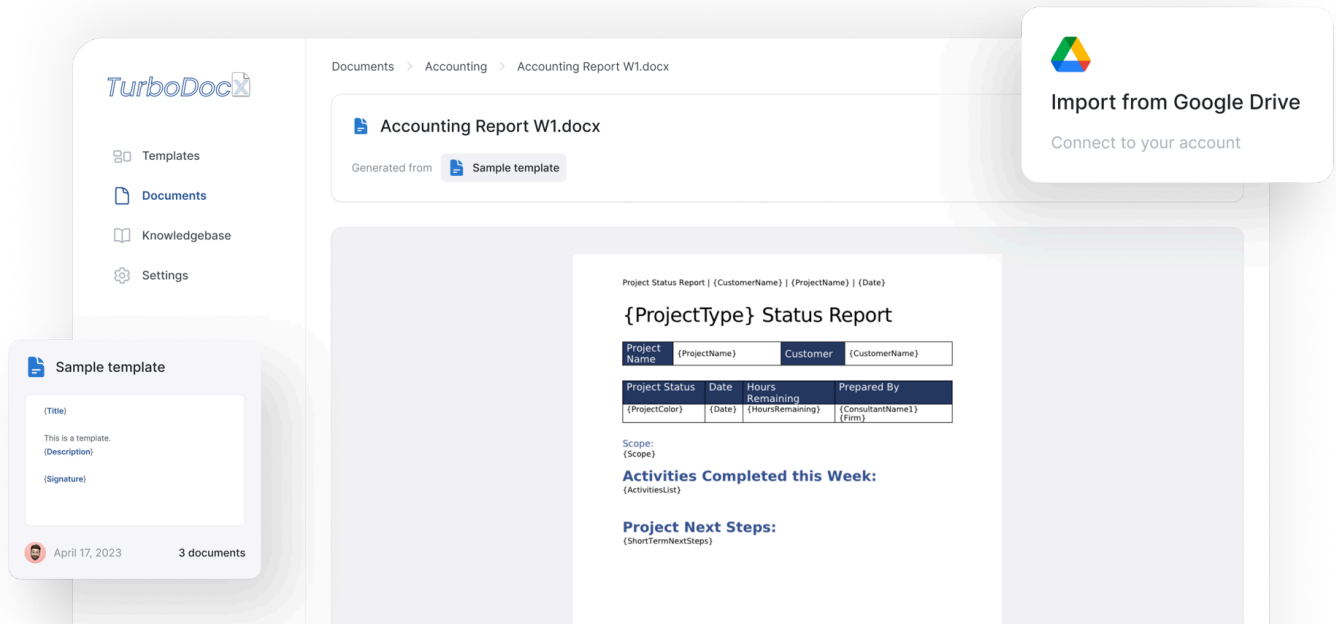 TurboDocX
Templates
Documents
Knowledgebase
Settings
Documents > Accounting > Accounting Report W1.docx
Accounting Report W1.docx
Generated from Sample template
Import from Google Drive
Connect to your account
Project Status Report | {CustomerName} | {ProjectName} | {Date}
{ProjectType} Status Report
Project Name {ProjectName} Customer {CustomerName}
Project Status Date Hours Remaining Prepared By
{ProjectColor} {Date} {HoursRemaining} {ConsultantName1}
{Firm}
Scope:
{Scope}
Activities Completed this Week:
{ActivitiesList}
Project Next Steps:
{ShortTermNextSteps}
Sample template
{Title}
This is a template.
{Description}
{Signature}
April 17, 2023 3 documents